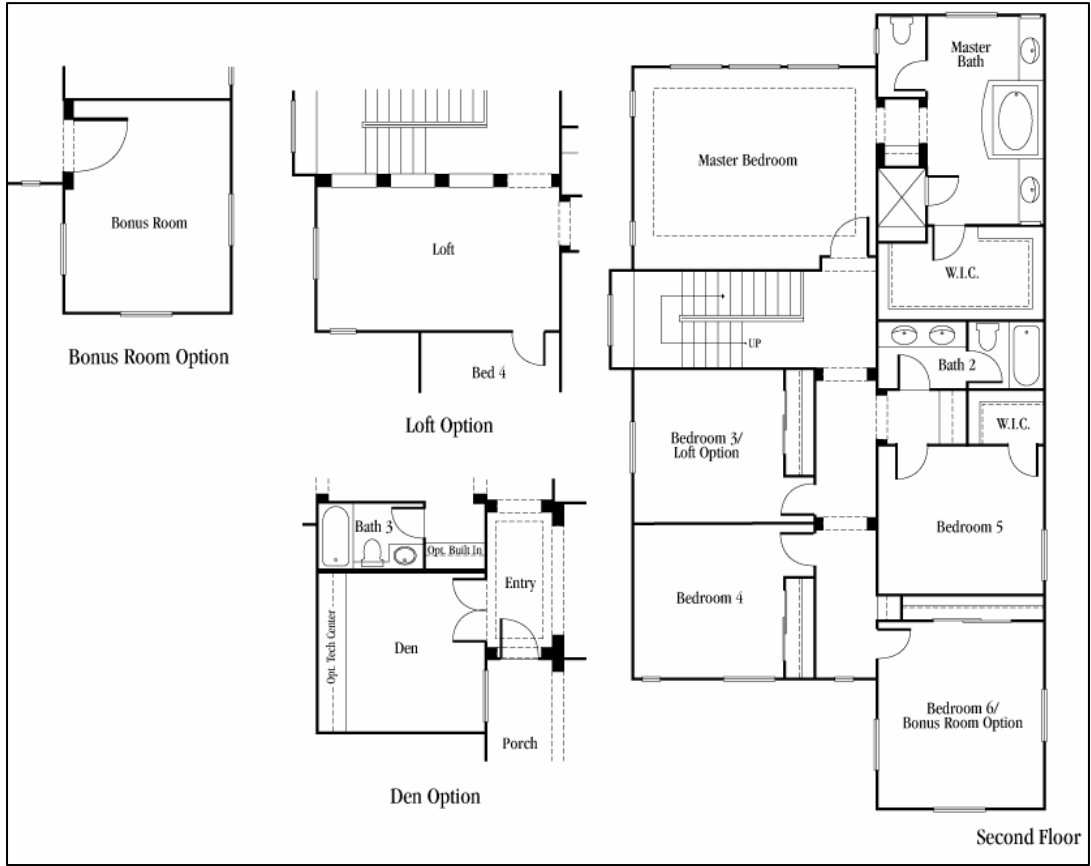 Bonus Room
Bonus Room Option
Loft
Bed 4
Loft Option
Bath 3
Opt. Built In
Entry
Opt. Tech Center
Den
Porch
Den Option
Master
Bath
Master Bedroom
W.I.C.
UP
Bath 2
W.I.C.
Bedroom 3/
Loft Option
Bedroom 5
Bedroom 4
Bedroom 6/
Bonus Room Option
Second Floor